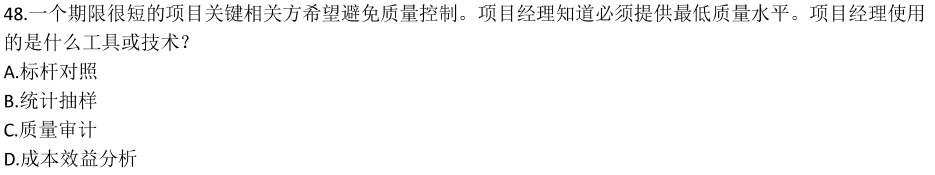 48.一个期限很短的项目关键相关方希望避免质量控制。项目经理知道必须提供最低质量水平。项目经理使用
的是什么工具或技术？
A.标杆对照
B.统计抽样
C.质量审计
D.成本效益分析